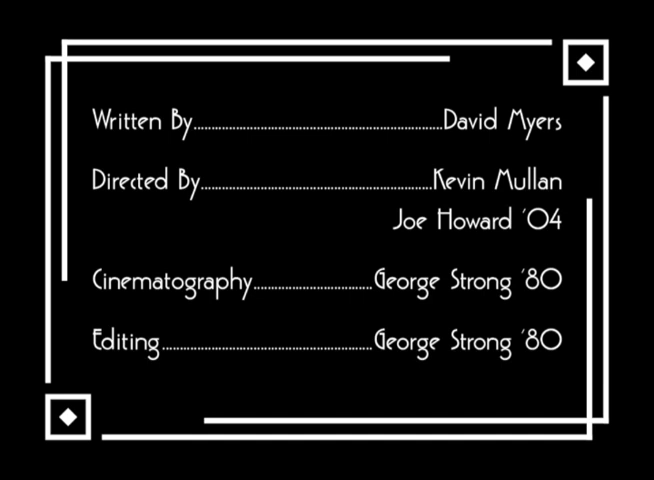 Written By........................................................................David Myers
Directed By...................................................................Kevin Mullan
Joe Howard '04
Cinematography..................................George Strong '80
Editing.............................................................George Strong '80